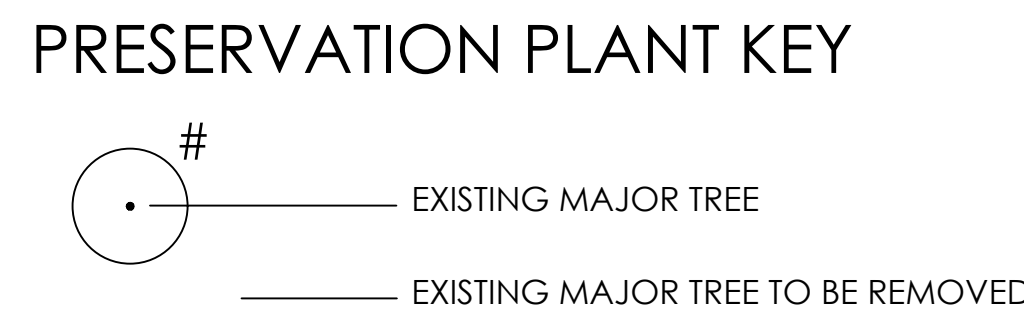 PRESERVATION PLANT KEY
#
EXISTING MAJOR TREE
EXISTING MAJOR TREE TO BE REMOVED